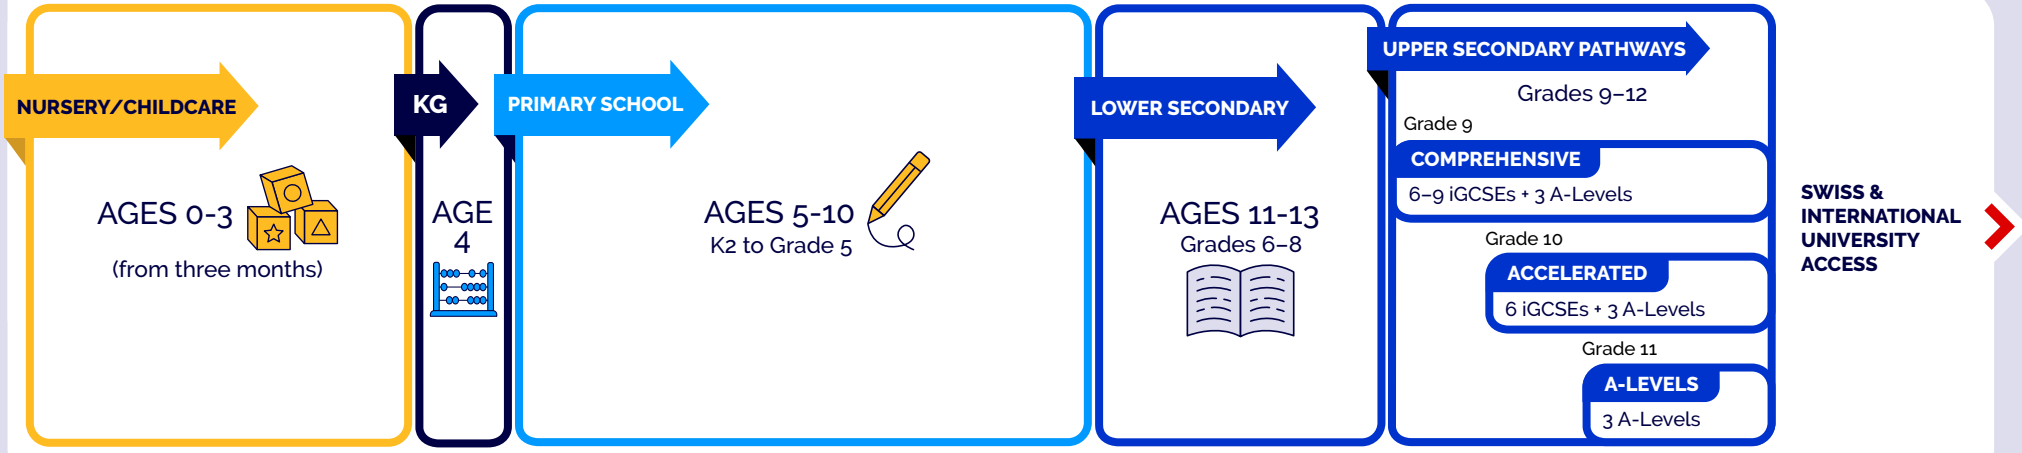 NURSERY/CHILDCARE
AGES 0-3
(from three months)
KG
AGE
4
PRIMARY SCHOOL
AGES 5-10
K2 to Grade 5
LOWER SECONDARY
AGES 11-13
Grades 6–8
UPPER SECONDARY PATHWAYS
Grades 9–12
Grade 9
COMPREHENSIVE
6–9 iGCSEs + 3 A-Levels
Grade 10
ACCELERATED
6 iGCSEs + 3 A-Levels
Grade 11
A-LEVELS
3 A-Levels
SWISS &
INTERNATIONAL
UNIVERSITY
ACCESS